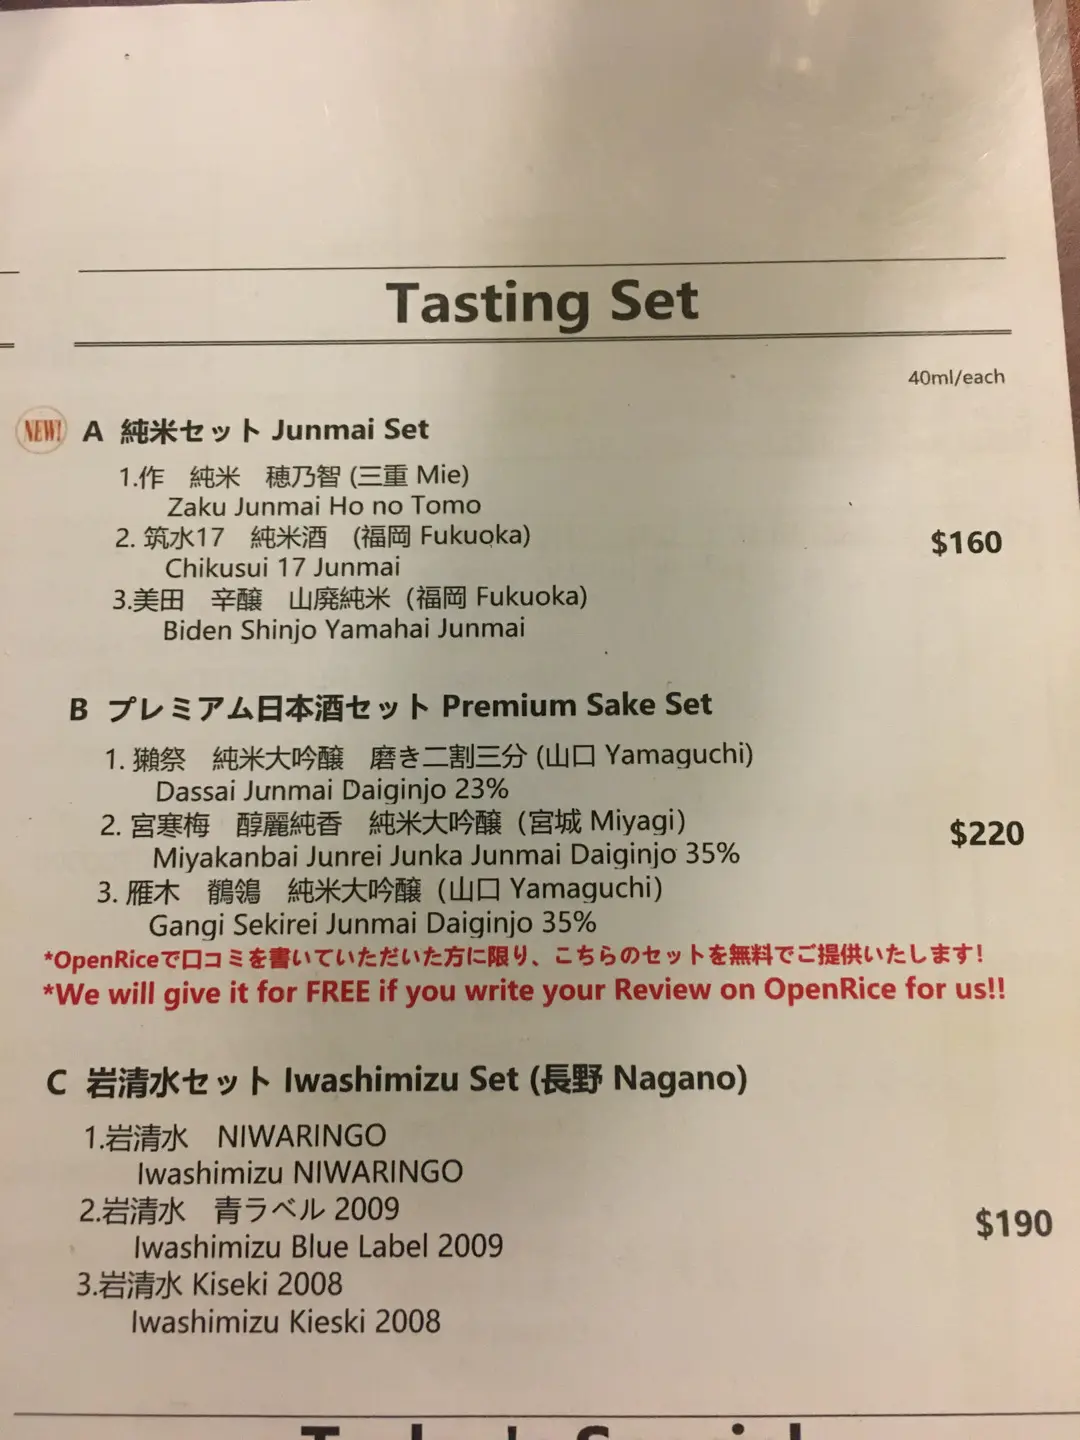 Tasting Set
40ml/each
NEW! A 純米セット Junmai Set
1.作 純米 穂乃智 (三重 Mie)
Zaku Junmai Ho no Tomo
2. 筑水17 純米酒 (福岡 Fukuoka)
$160
Chikusui 17 Junmai
3.美田 辛醸 山廃純米 (福岡 Fukuoka)
Biden Shinjo Yamahai Junmai
B プレミアム日本酒セット Premium Sake Set
1. 獺祭 純米大吟醸 磨き二割三分 (山口 Yamaguchi)
Dassai Junmai Daiginjo 23%
2. 宮寒梅 醇麗純香 純米大吟醸 (宮城 Miyagi)
$220
Miyakanbai Junrei Junka Junmai Daiginjo 35%
3. 雁木 鶺鴒 純米大吟醸 (山口 Yamaguchi)
Gangi Sekirei Junmai Daiginjo 35%
*OpenRiceで口コミを書いていただいた方に限り、こちらのセットを無料でご提供いたします!
*We will give it for FREE if you write your Review on OpenRice for us!!
C 岩清水セット Iwashimizu Set (長野 Nagano)
1.岩清水 NIWARINGO
Iwashimizu NIWARINGO
2.岩清水 青ラベル 2009
$190
Iwashimizu Blue Label 2009
3.岩清水 Kiseki 2008
Iwashimizu Kieski 2008